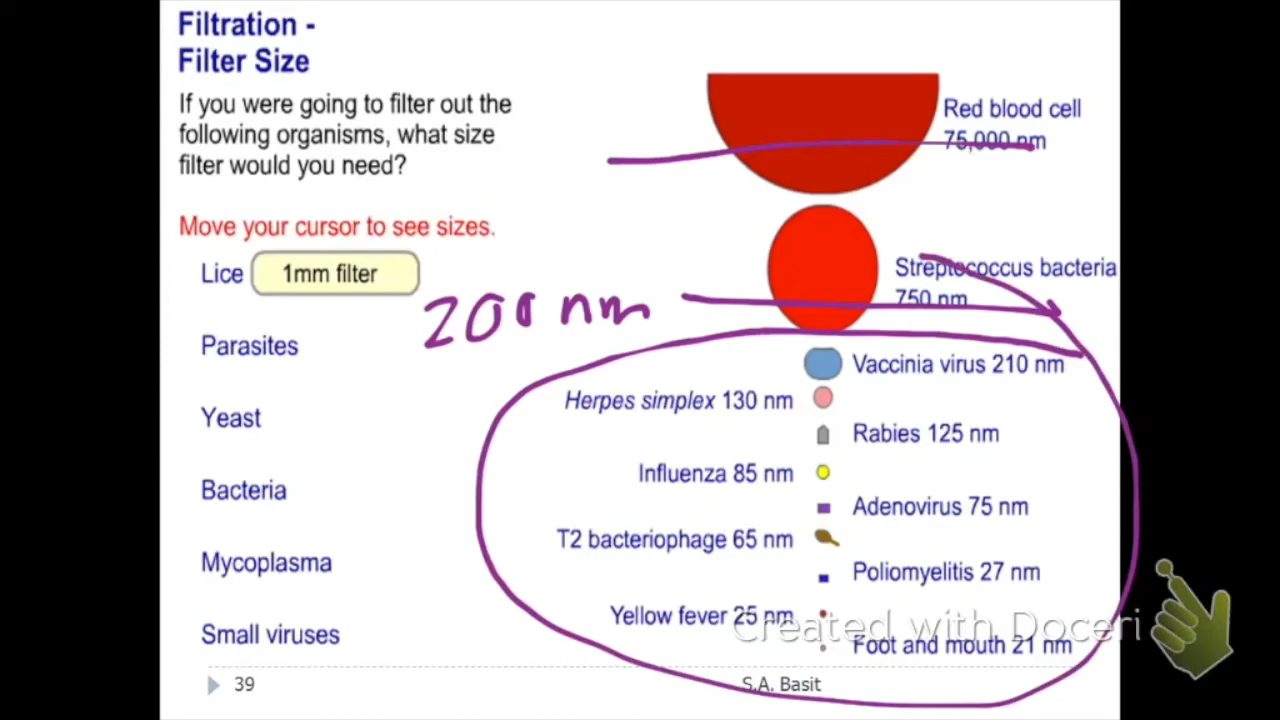 Filtration -
Filter Size
If you were going to filter out the
following organisms, what size
filter would you need?
Move your cursor to see sizes.
Lice 1mm filter
Parasites
Yeast
Bacteria
Mycoplasma
Small viruses
Red blood cell
75,000 nm
Streptococcus bacteria
750 nm
200 nm
Vaccinia virus 210 nm
Herpes simplex 130 nm
Rabies 125 nm
Influenza 85 nm
Adenovirus 75 nm
T2 bacteriophage 65 nm
Poliomyelitis 27 nm
Yellow fever 25 nm
Created with Doceri
Foot and mouth 21 nm
39
S.A. Basit